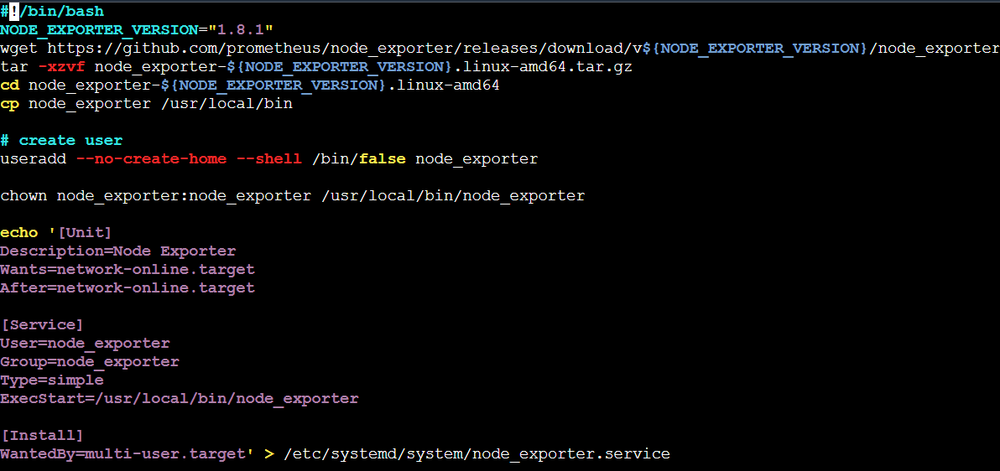 #!/bin/bash
NODE_EXPORTER_VERSION="1.8.1"
wget https://github.com/prometheus/node_exporter/releases/download/v${NODE_EXPORTER_VERSION}/node_exporter
tar -xzvf node_exporter-${NODE_EXPORTER_VERSION}.linux-amd64.tar.gz
cd node_exporter-${NODE_EXPORTER_VERSION}.linux-amd64
cp node_exporter /usr/local/bin

# create user
useradd --no-create-home --shell /bin/false node_exporter

chown node_exporter:node_exporter /usr/local/bin/node_exporter

echo '[Unit]
Description=Node Exporter
Wants=network-online.target
After=network-online.target

[Service]
User=node_exporter
Group=node_exporter
Type=simple
ExecStart=/usr/local/bin/node_exporter

[Install]
WantedBy=multi-user.target' > /etc/systemd/system/node_exporter.service